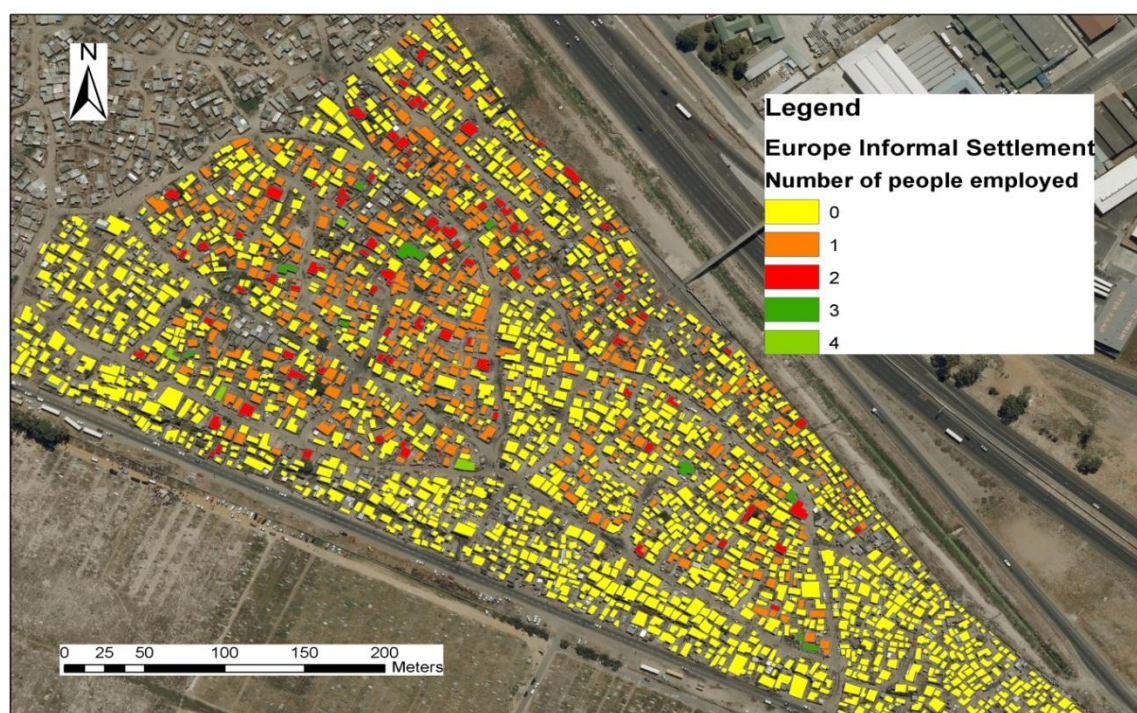 N
Legend
Europe Informal Settlement
Number of people employed
0
1
2
3
4
0 25 50 100 150 200
Meters